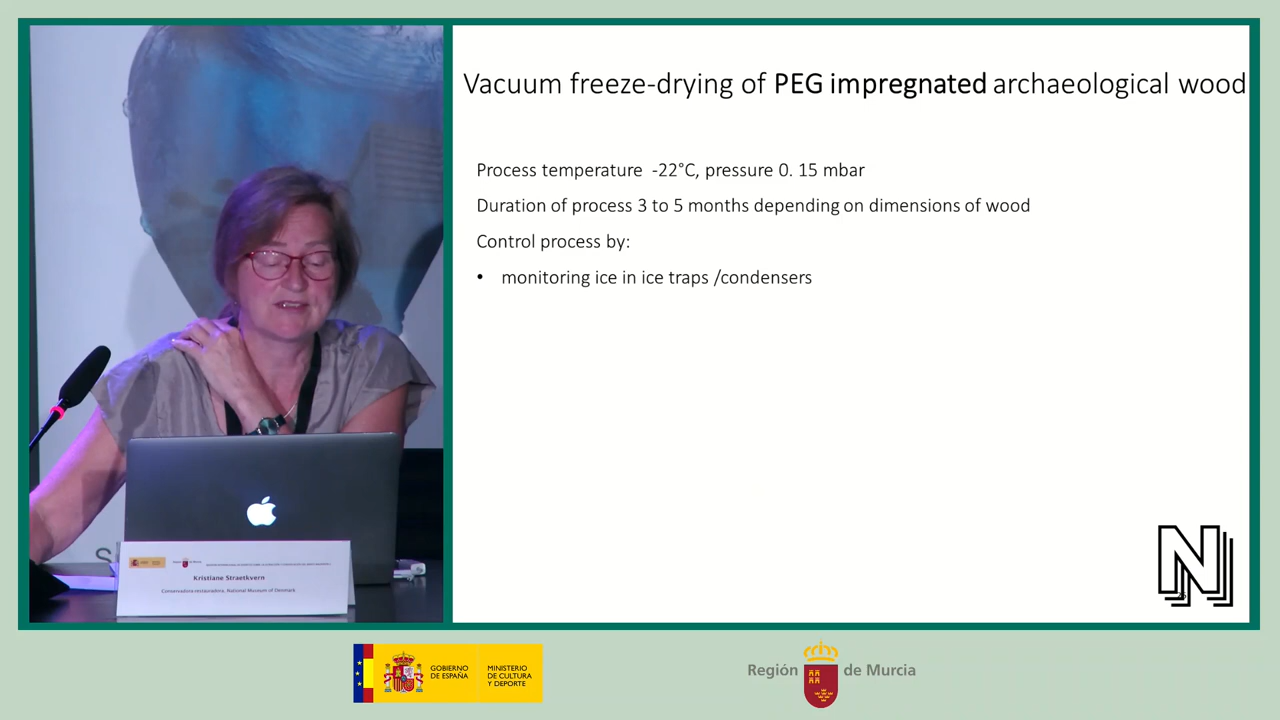 Vacuum freeze-drying of PEG impregnated archaeological wood
Process temperature -22°C, pressure 0. 15 mbar
Duration of process 3 to 5 months depending on dimensions of wood
Control process by:
• monitoring ice in ice traps /condensers
N
Kristiane Straetkvern
Conservadora-restauradora, National Museum of Denmark
GOBIERNO
DE ESPAÑA
MINISTERIO
DE CULTURA
Y DEPORTE
Región de Murcia